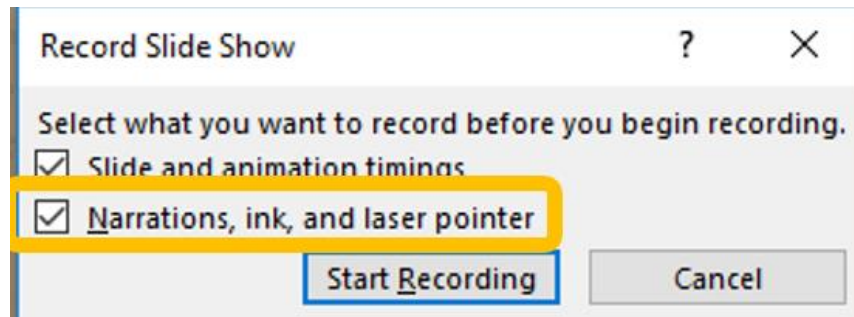 Record Slide Show ? ×
Select what you want to record before you begin recording.
Slide and animation timings
Narrations, ink, and laser pointer
Start Recording Cancel